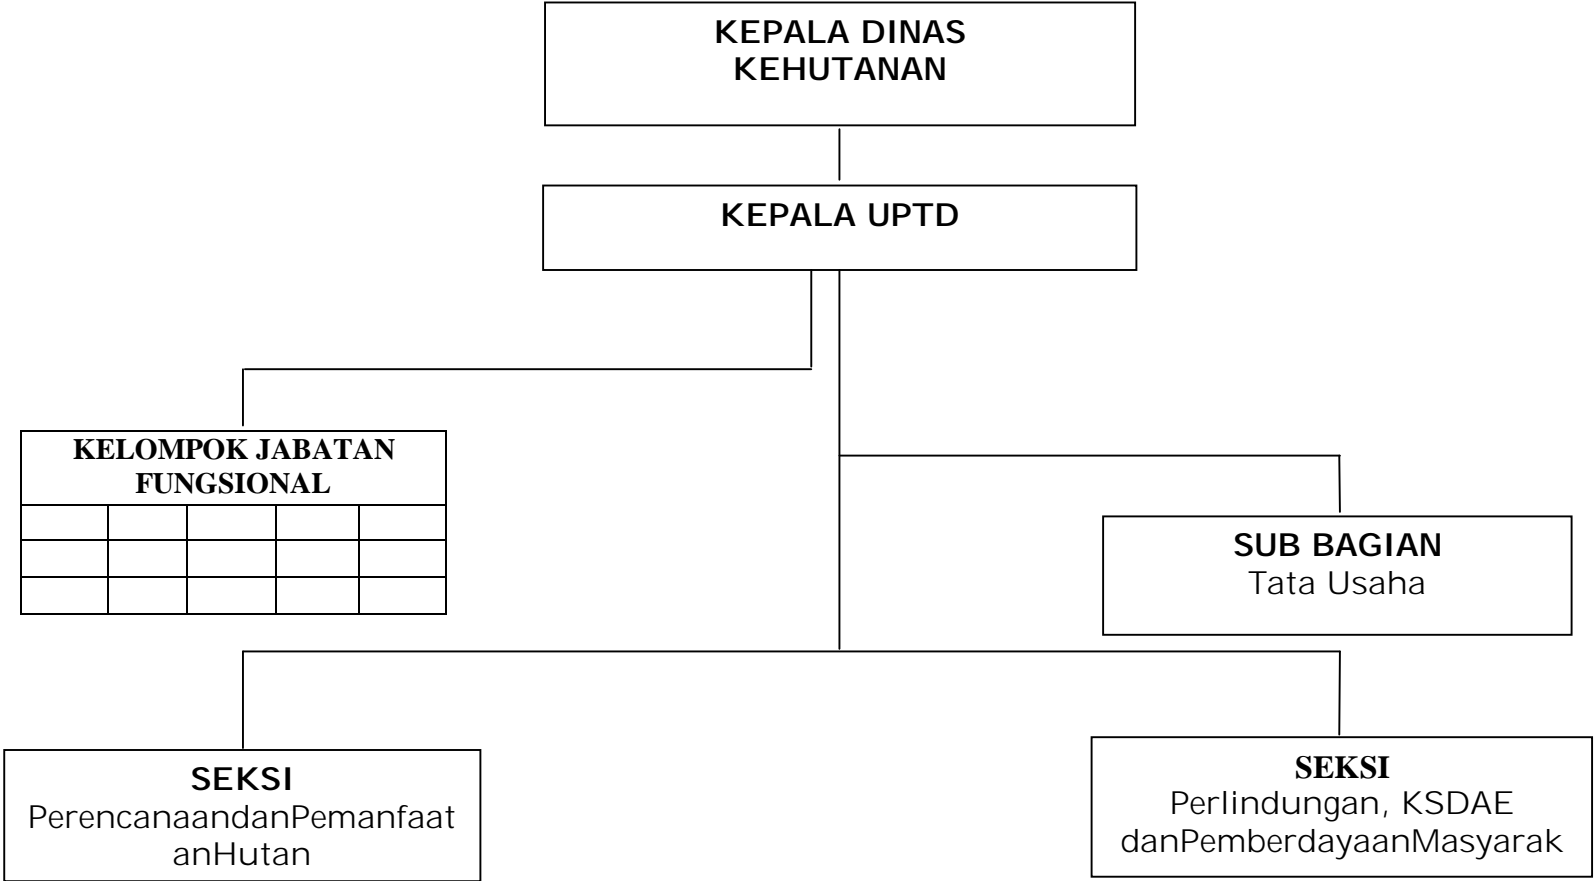 KEPALA DINAS
KEHUTANAN
KEPALA UPTD
KELOMPOK JABATAN
FUNGSIONAL
SUB BAGIAN
Tata Usaha
SEKSI
PerencanaandanPemanfaat
anHutan
SEKSI
Perlindungan, KSDAE
danPemberdayaanMasyarak